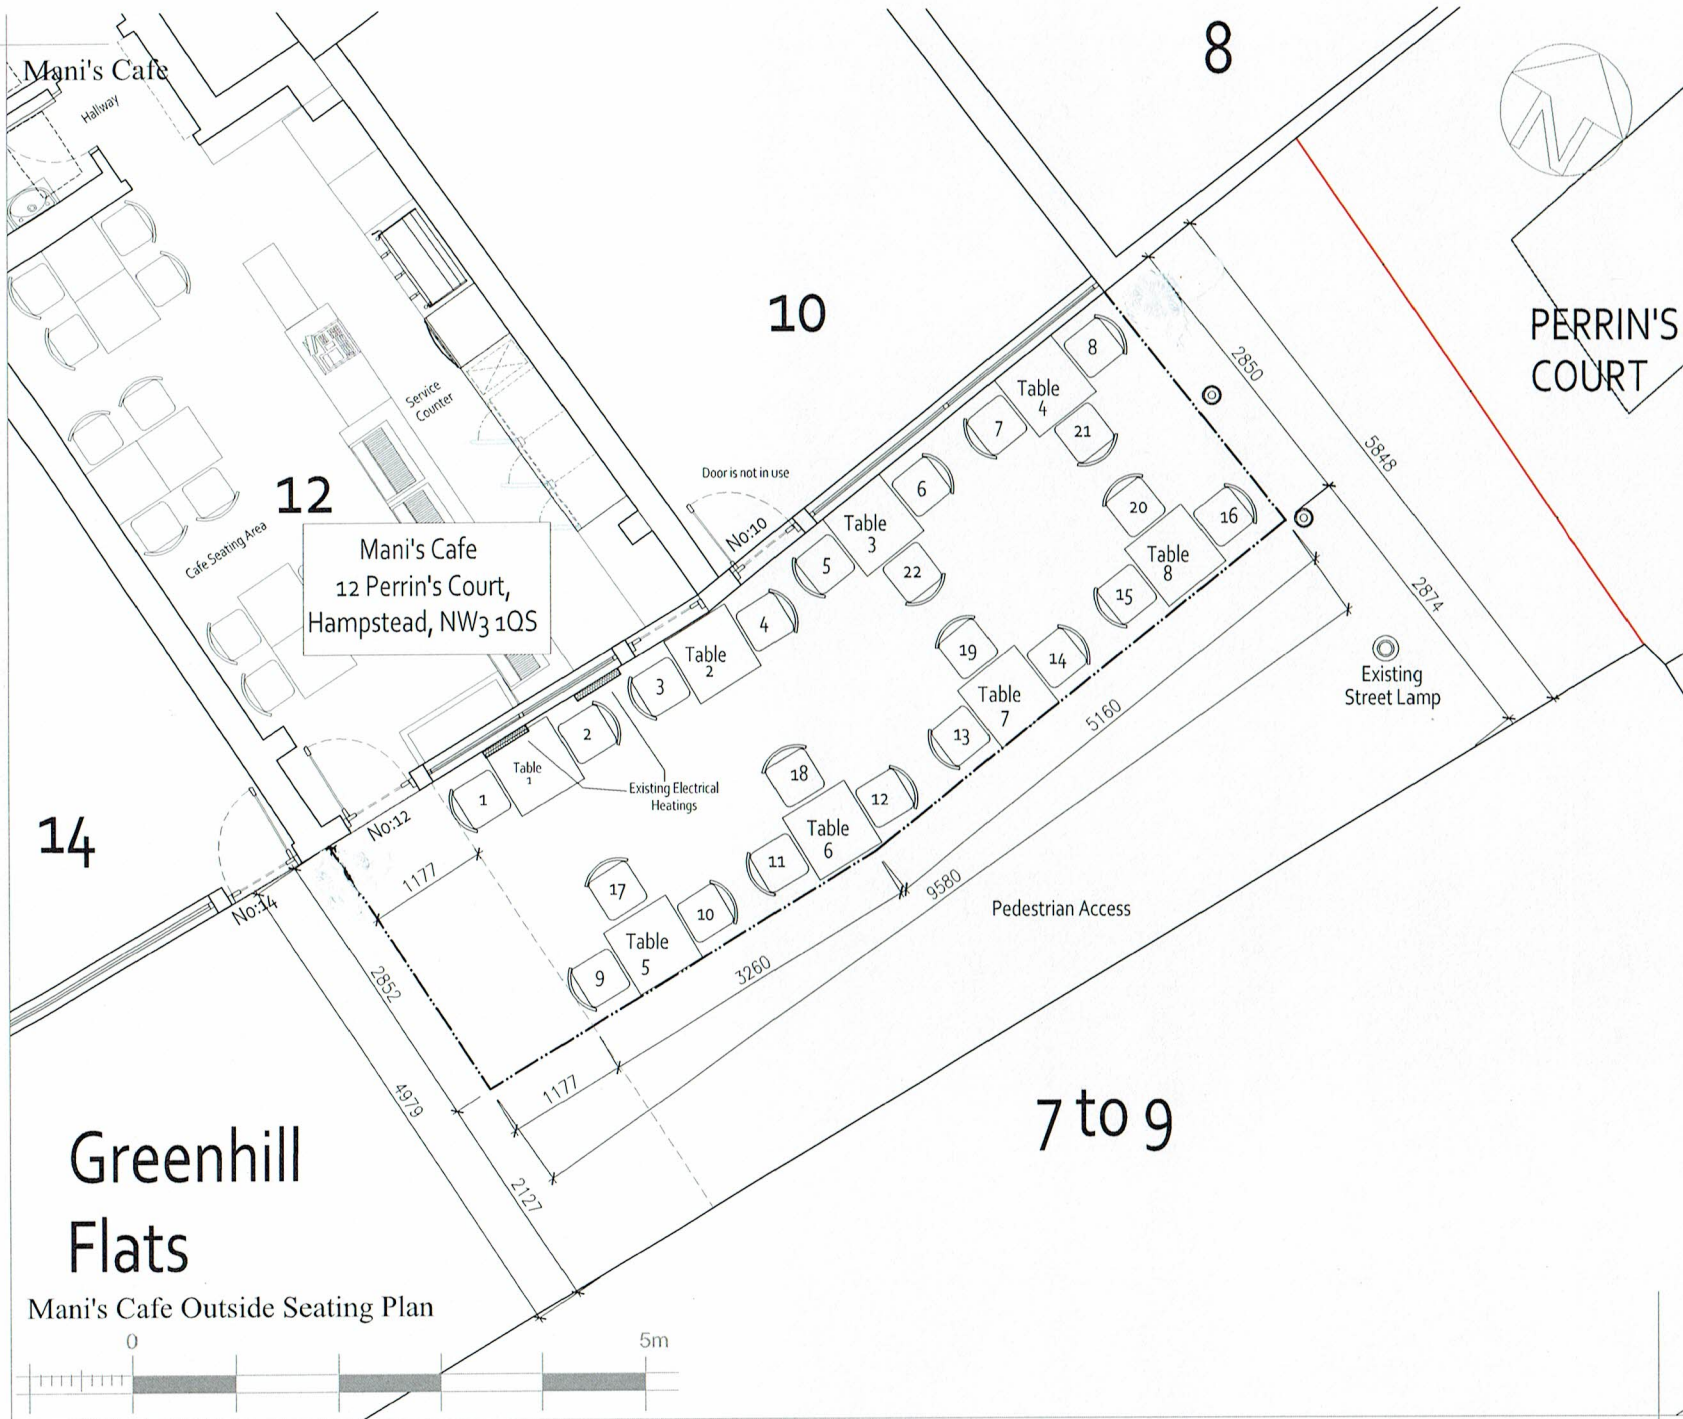 Mani's Cafe
Hallway
8
N
PERRIN'S
COURT
10
12
Service
Counter
Cafe Seating Area
Mani's Cafe
12 Perrin's Court,
Hampstead, NW3 1QS
Door is not in use
No:10
8
Table
4
7
21
6
Table
3
5
22
20
16
Table
8
15
4
Table
2
3
19
14
Table
7
13
2
Table
1
1
Existing Electrical
Heatings
18
12
Table
6
11
17
10
Table
5
9
2850
5848
2874
Existing
Street Lamp
5160
9580
3260
1177
1177
Pedestrian Access
14
No:12
No:14
2852
4979
2127
7 to 9
Greenhill
Flats
Mani's Cafe Outside Seating Plan
0
5m